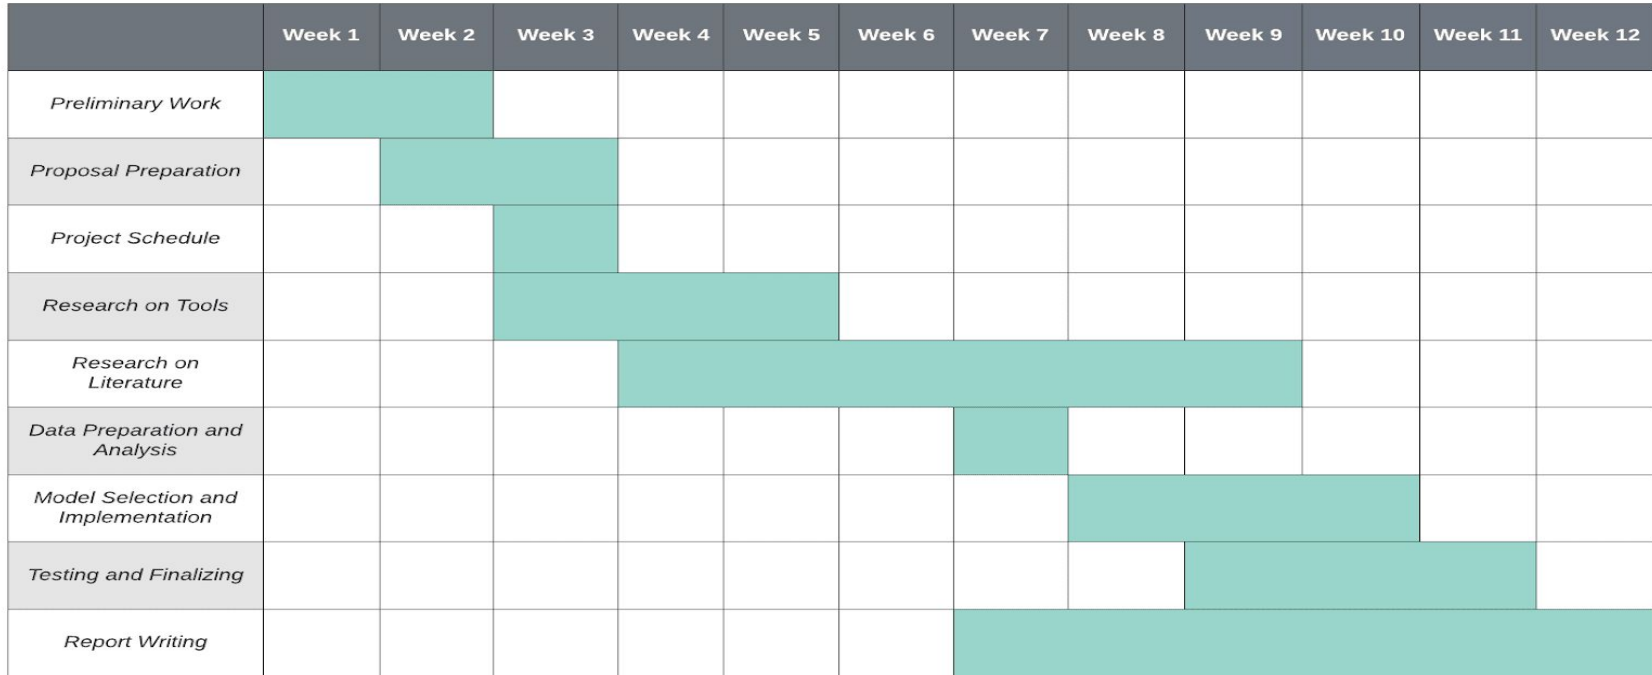 Week 1 Week 2 Week 3 Week 4 Week 5 Week 6 Week 7 Week 8 Week 9 Week 10 Week 11 Week 12
Preliminary Work
Proposal Preparation
Project Schedule
Research on Tools
Research on
Literature
Data Preparation and
Analysis
Model Selection and
Implementation
Testing and Finalizing
Report Writing